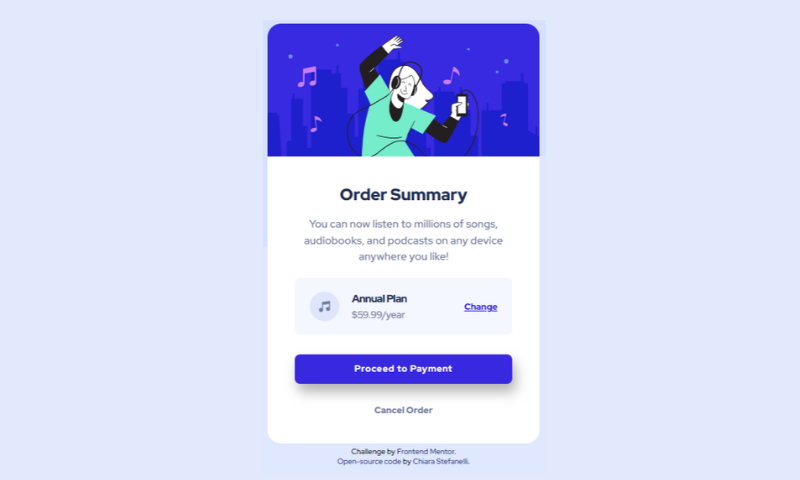 Order Summary
You can now listen to millions of songs,
audiobooks, and podcasts on any device
anywhere you like!
Annual Plan
$59.99/year
Change
Proceed to Payment
Cancel Order
Challenge by Frontend Mentor.
Open-source code by Chiara Stefanelli.